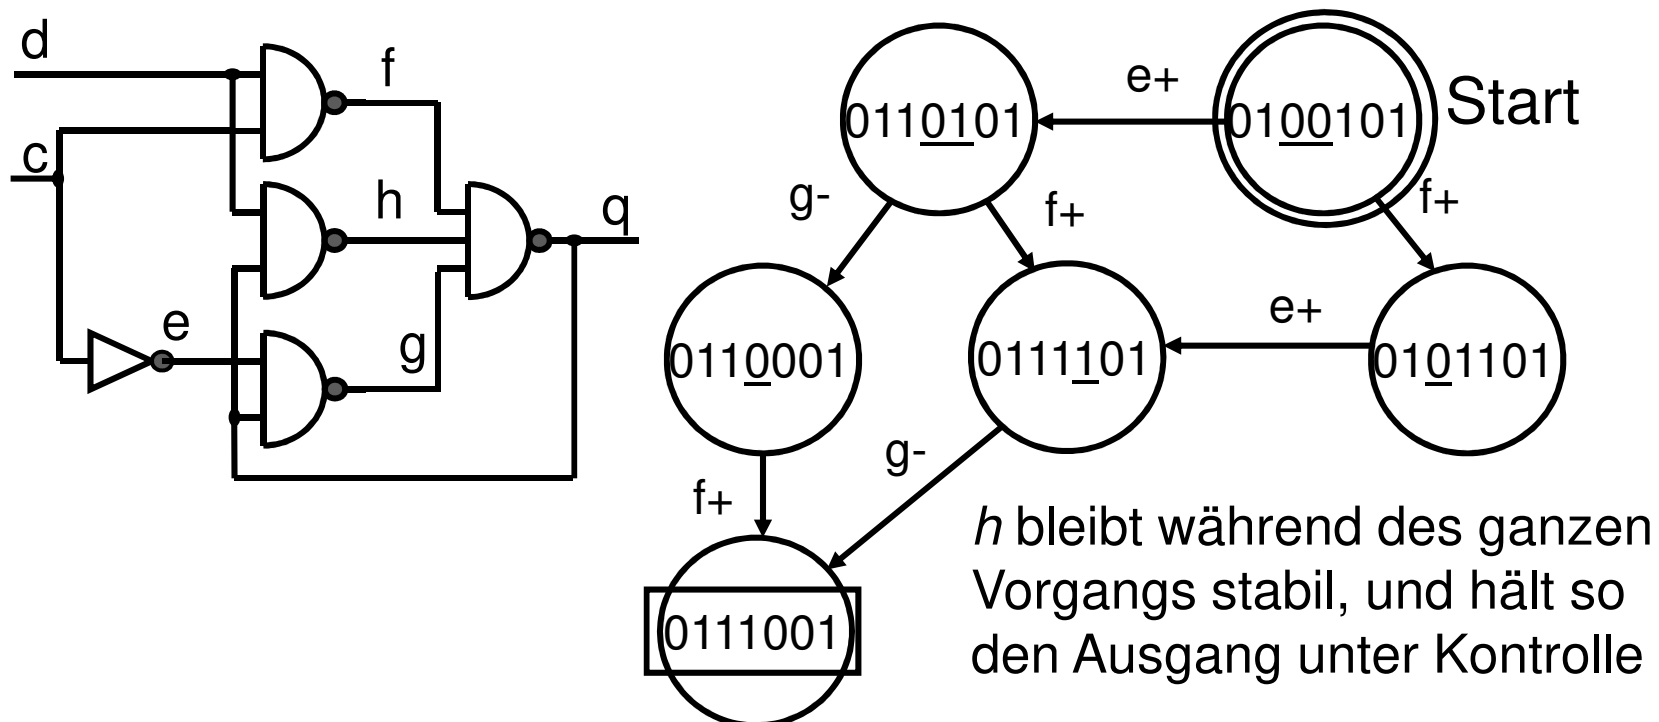 d
f
c
h
q
e
g
e+
0110101
0100101
Start
g-
f+
f+
e+
0110001
0111101
0101101
g-
f+
0111001
h bleibt während des ganzen
Vorgangs stabil, und hält so
den Ausgang unter Kontrolle